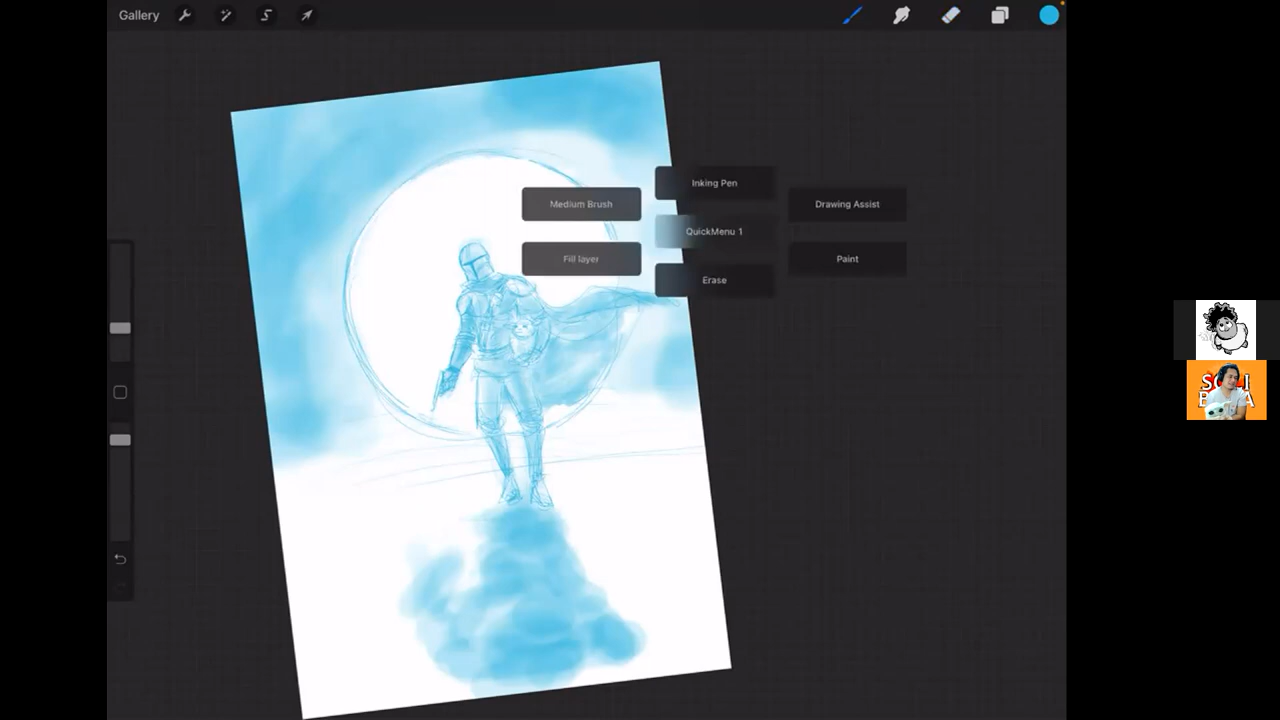 Gallery
Inking Pen
Medium Brush
Drawing Assist
QuickMenu 1
Fill layer
Paint
Erase